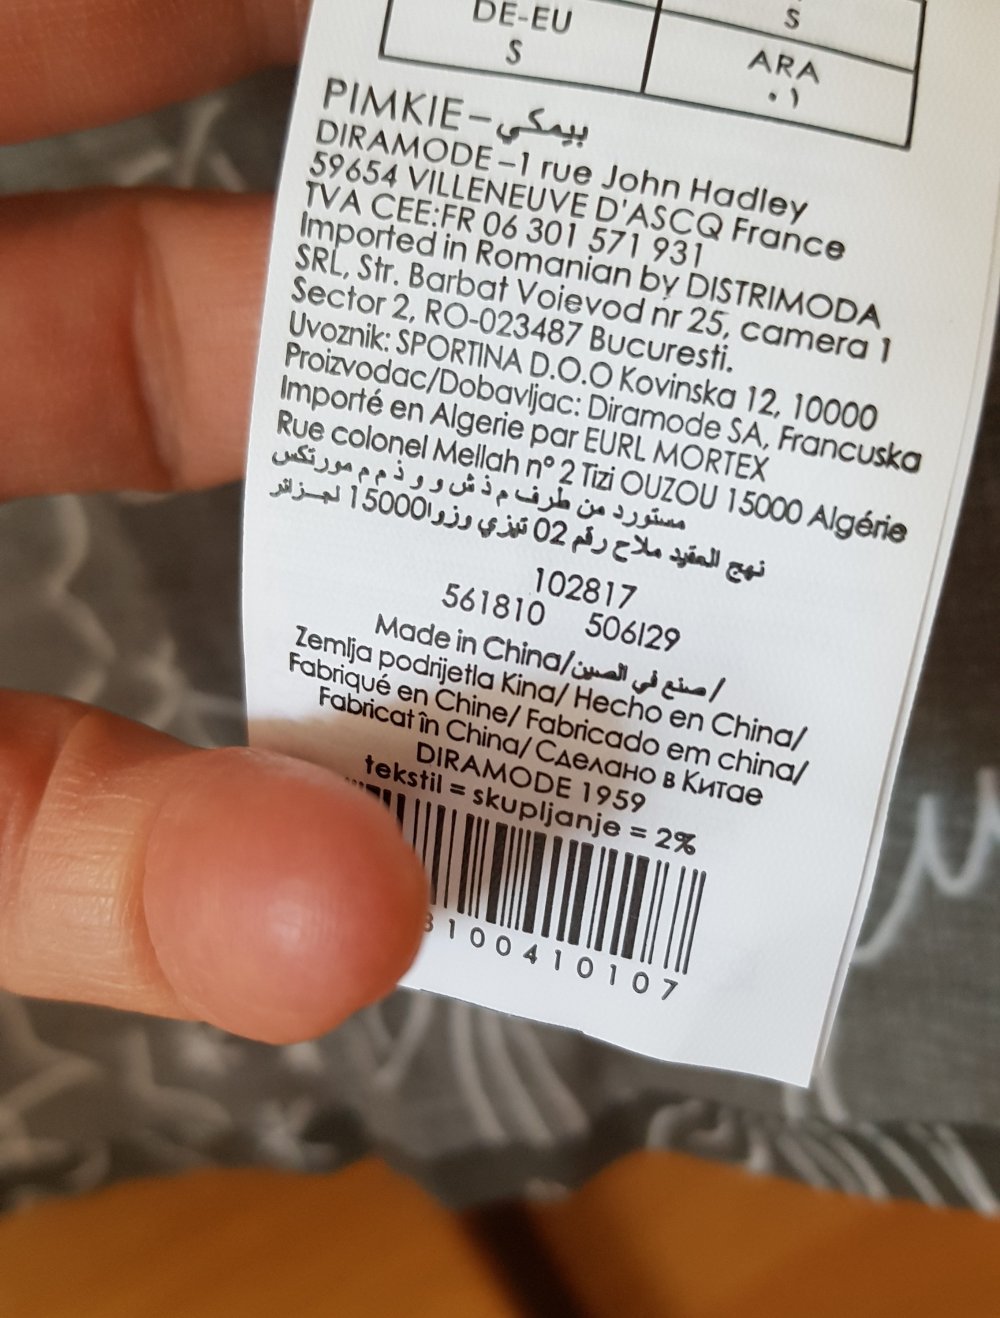 DE-EU
S
S
ARA
٠١
PIMKIE-بيمكي
DIRAMODE-1 rue John Hadley
59654 VILLENEUVE D'ASCQ France
TVA CEE:FR 06 301 571 931
Imported in Romanian by DISTRIMODA
SRL, Str. Barbat Voievod nr 25, camera 1
Sector 2, RO-023487 Bucuresti.
Uvoznik: SPORTINA D.O.O Kovinska 12, 10000
Proizvodac/Dobavljac: Diramode SA, Francuska
Importé en Algerie par EURL MORTEX
Rue colonel Mellah n° 2 Tizi OUZOU 15000 Algérie
مستورد من طرف م ذ ش و و ذ م م مورتكس
نهج العقيد ملاح رقم 02 تيزي وزو 15000 لجزائر
102817
561810 506I29
Made in China/صنع في الصين/
Zemlja podrijetla Kina/ Hecho en China/
Fabriqué en Chine/ Fabricado em china/
Fabricat în China/ Сделано в Китае
DIRAMODE 1959
tekstil = skupljanje = 2%
8100410107